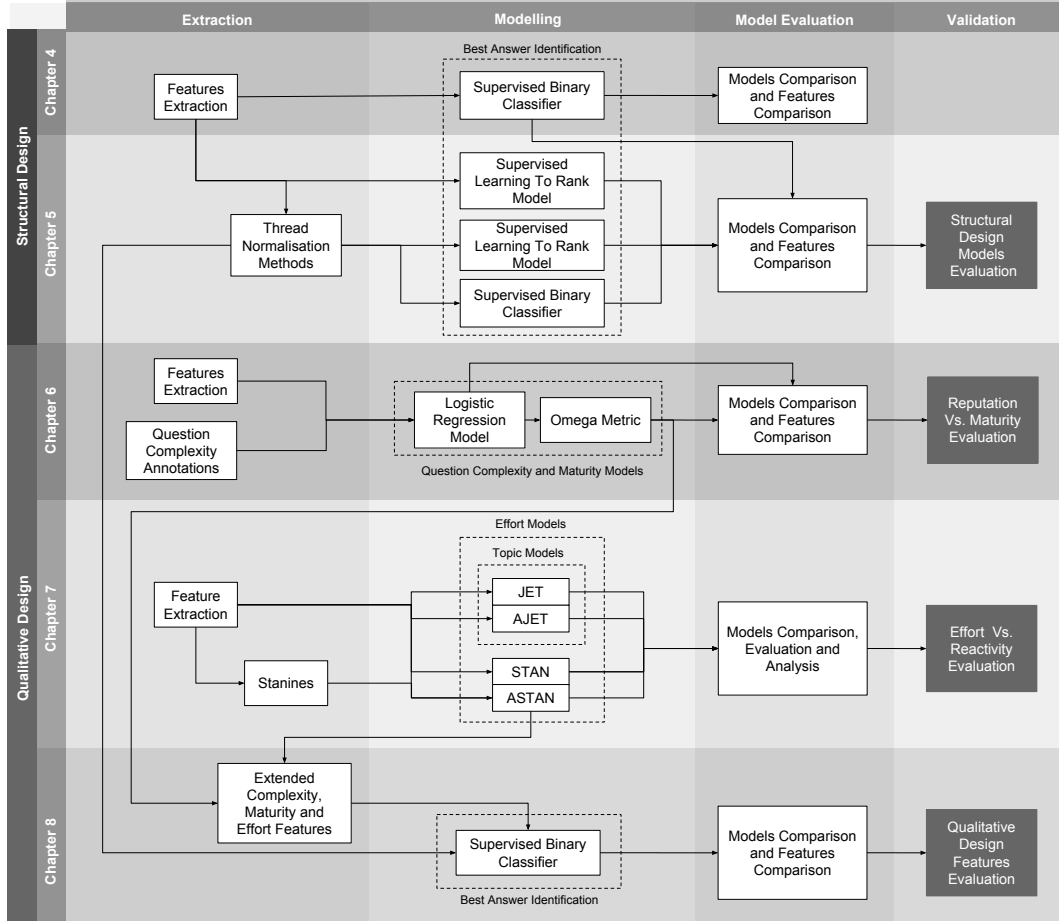 Extraction
Modelling
Model Evaluation
Validation
Structural Design
Chapter 4
Best Answer Identification
Features
Extraction
Supervised Binary
Classifier
Models Comparison
and Features
Comparison
Chapter 5
Supervised
Learning To Rank
Model
Thread
Normalisation
Methods
Supervised
Learning To Rank
Model
Supervised Binary
Classifier
Models Comparison
and Features
Comparison
Structural
Design
Models
Evaluation
Qualitative Design
Chapter 6
Features
Extraction
Question
Complexity
Annotations
Logistic
Regression
Model
Omega Metric
Question Complexity and Maturity Models
Models Comparison
and Features
Comparison
Reputation
Vs. Maturity
Evaluation
Chapter 7
Effort Models
Topic Models
Feature
Extraction
JET
AJET
Stanines
STAN
ASTAN
Models Comparison,
Evaluation and
Analysis
Effort Vs.
Reactivity
Evaluation
Chapter 8
Extended
Complexity,
Maturity and
Effort Features
Supervised Binary
Classifier
Best Answer Identification
Models Comparison
and Features
Comparison
Qualitative
Design
Features
Evaluation